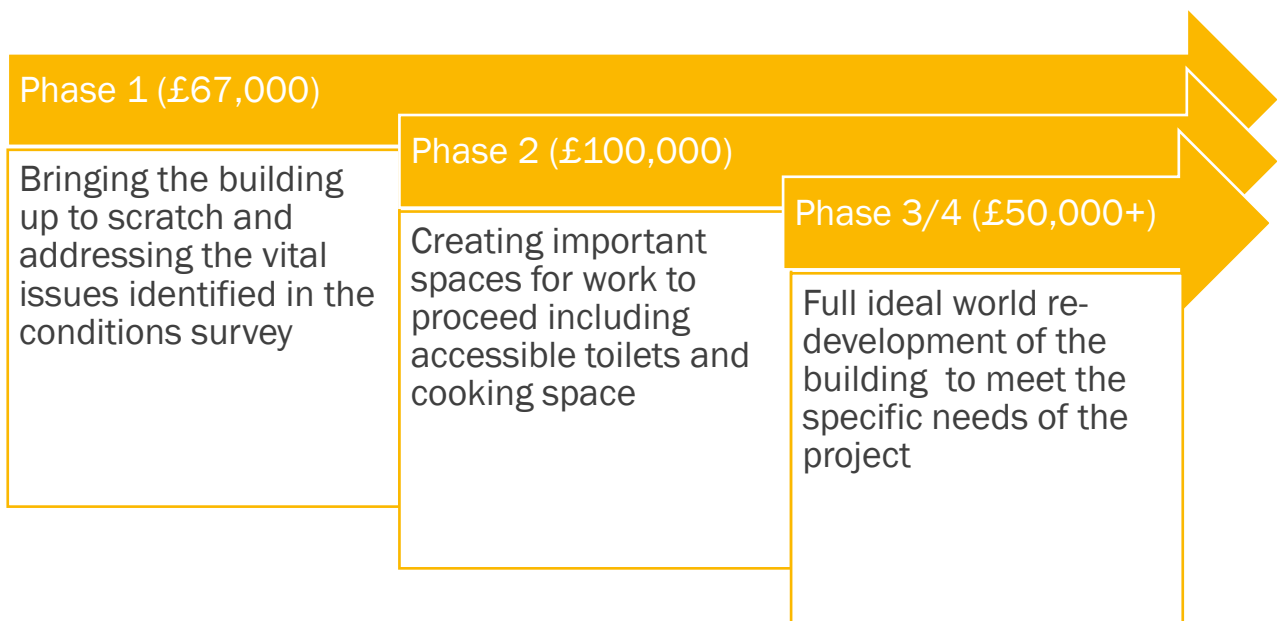 Phase 1 (£67,000)
Bringing the building
up to scratch and
addressing the vital
issues identified in the
conditions survey
Phase 2 (£100,000)
Creating important
spaces for work to
proceed including
accessible toilets and
cooking space
Phase 3/4 (£50,000+)
Full ideal world re-
development of the
building  to meet the
specific needs of the
project